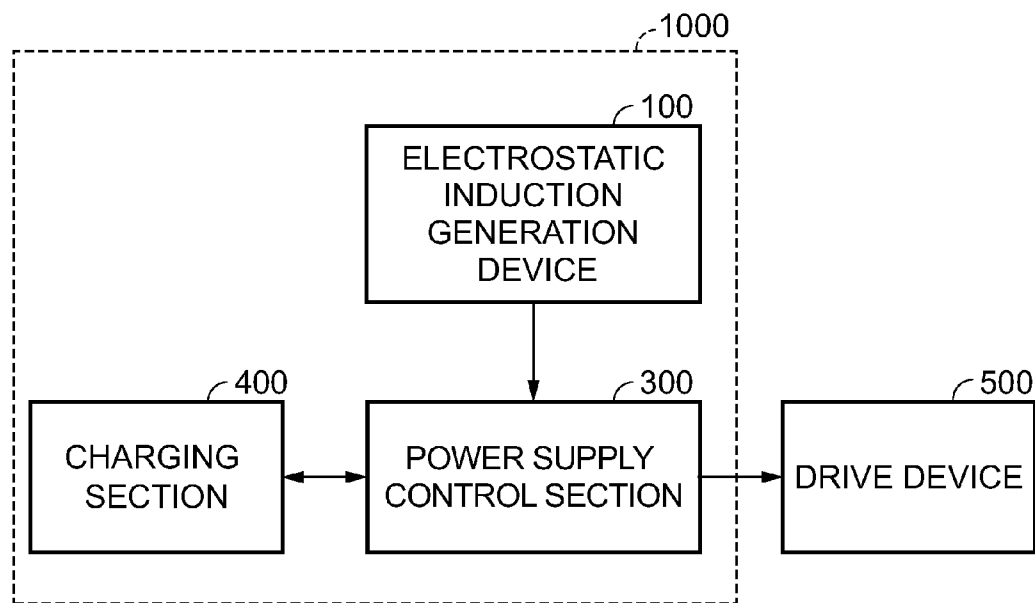 1000
100
ELECTROSTATIC
INDUCTION
GENERATION
DEVICE
400
CHARGING
SECTION
300
POWER SUPPLY
CONTROL SECTION
500
DRIVE DEVICE